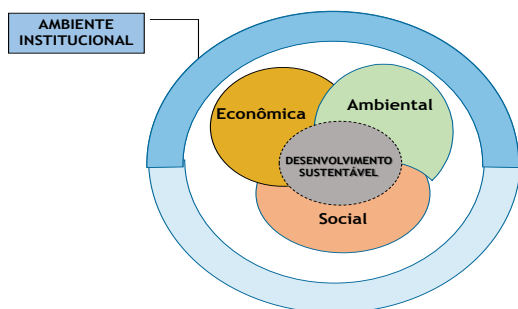 AMBIENTE
INSTITUCIONAL
Econômica
Ambiental
DESENVOLVIMENTO
SUSTENTÁVEL
Social